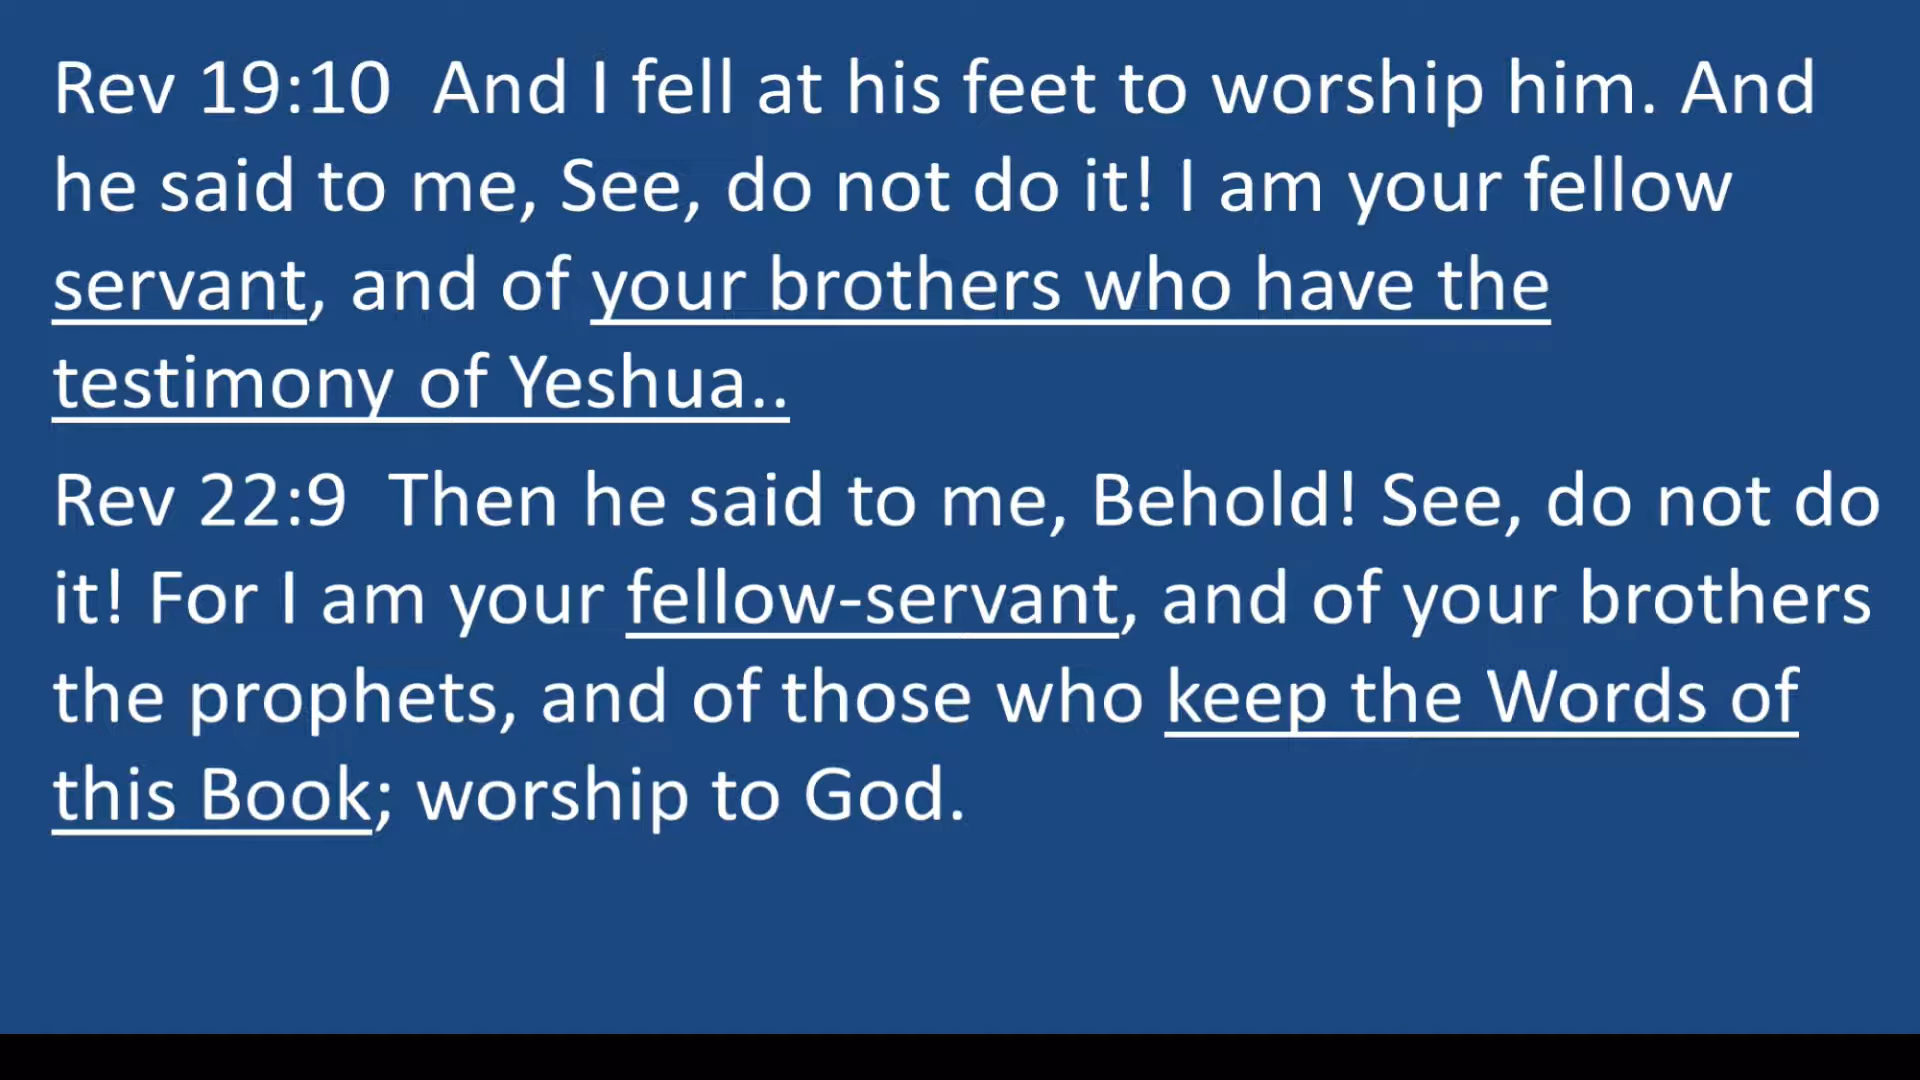 Rev 19:10  And I fell at his feet to worship him. And
he said to me, See, do not do it! I am your fellow
servant, and of your brothers who have the
testimony of Yeshua..
Rev 22:9  Then he said to me, Behold! See, do not do
it! For I am your fellow-servant, and of your brothers
the prophets, and of those who keep the Words of
this Book; worship to God.